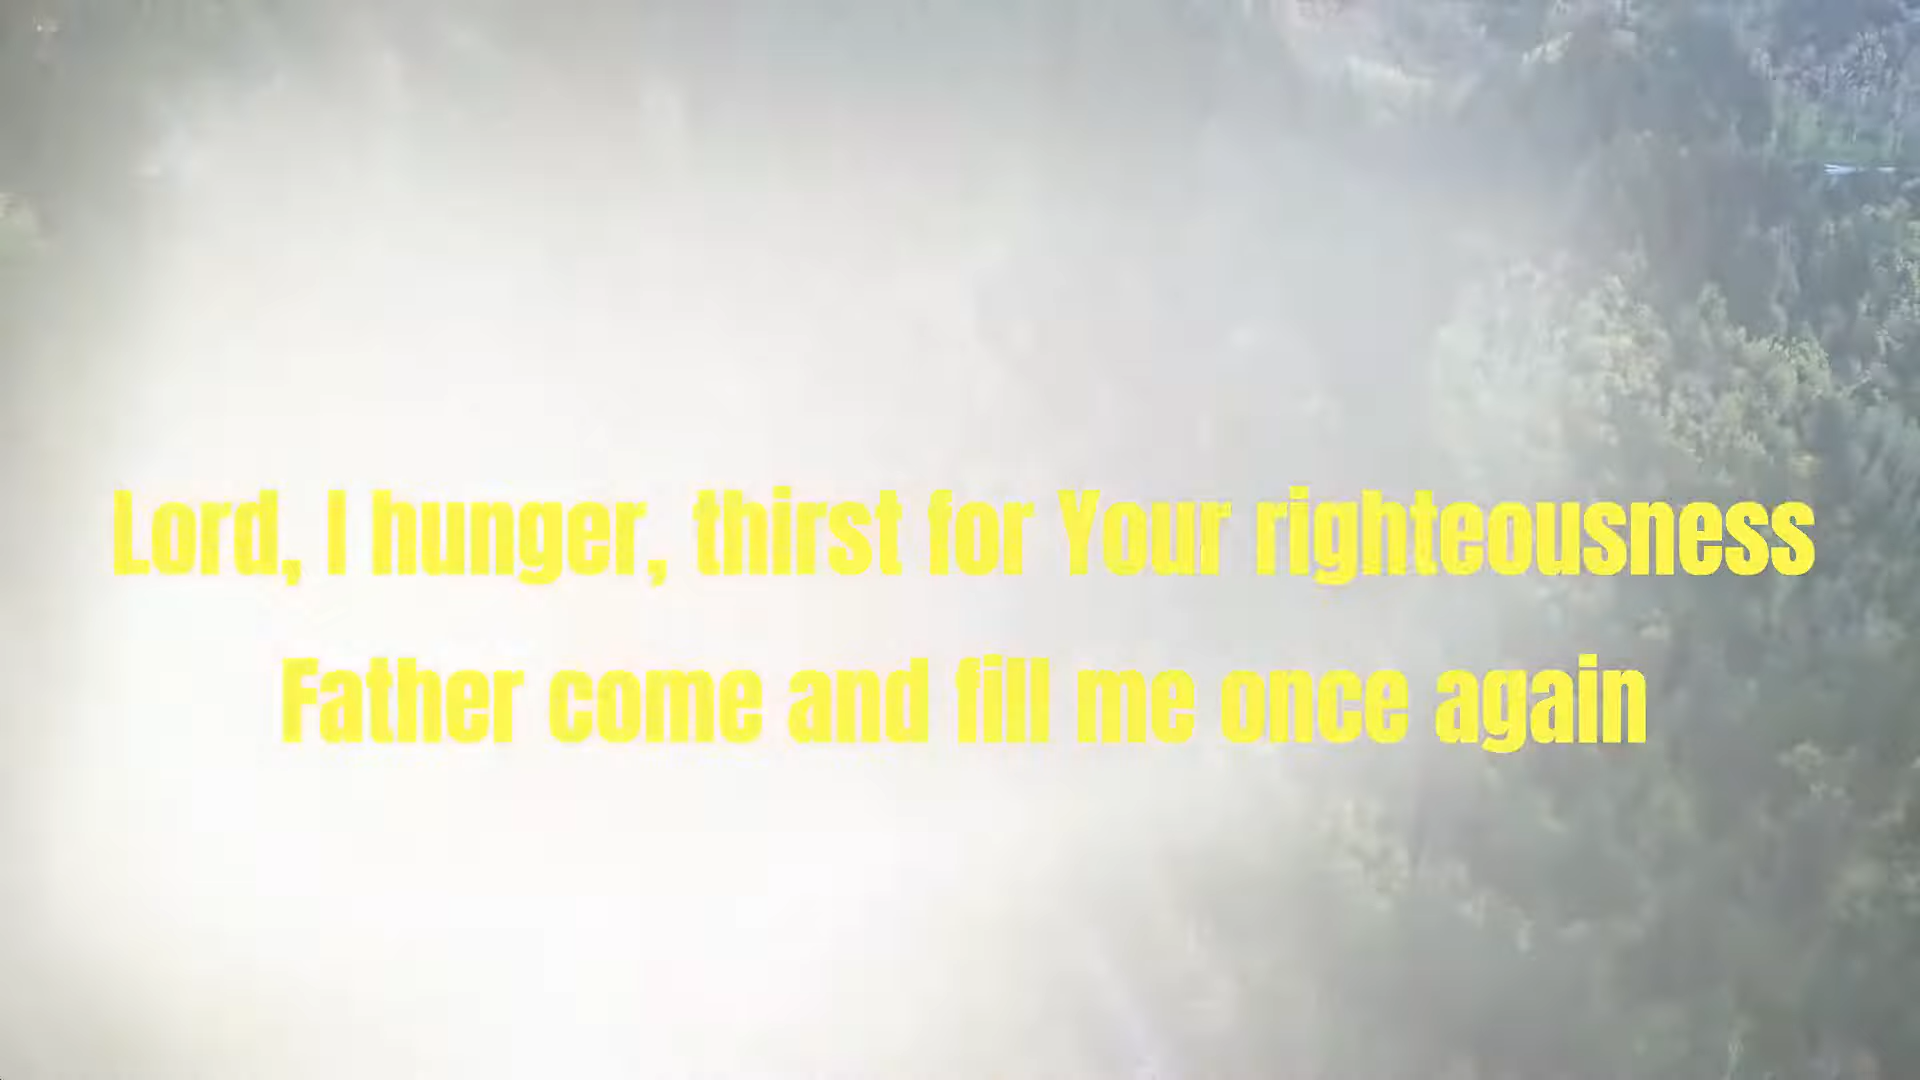 Lord, I hunger, thirst for Your righteousness
Father come and fill me once again